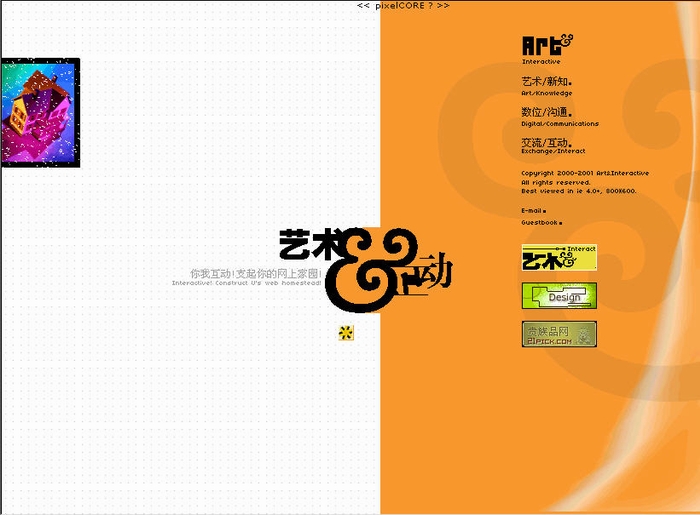 << pixelCORE ? >>
Art&
Interactive
艺术/新知。
Art/Knowledge
数位/沟通。
Digital/Communications
交流/互动。
Exchange/Interact
Copyright 2000-2001 Art&Interactive
All rights reserved.
Best viewed in ie 4.0+, 800X600.
E-mail
Guestbook
艺术&互动
你我互动!支起你的网上家园!
Interactive! Construct U's web homestead!
Interact
艺术&
Design
贵族品网
21PICK.COM